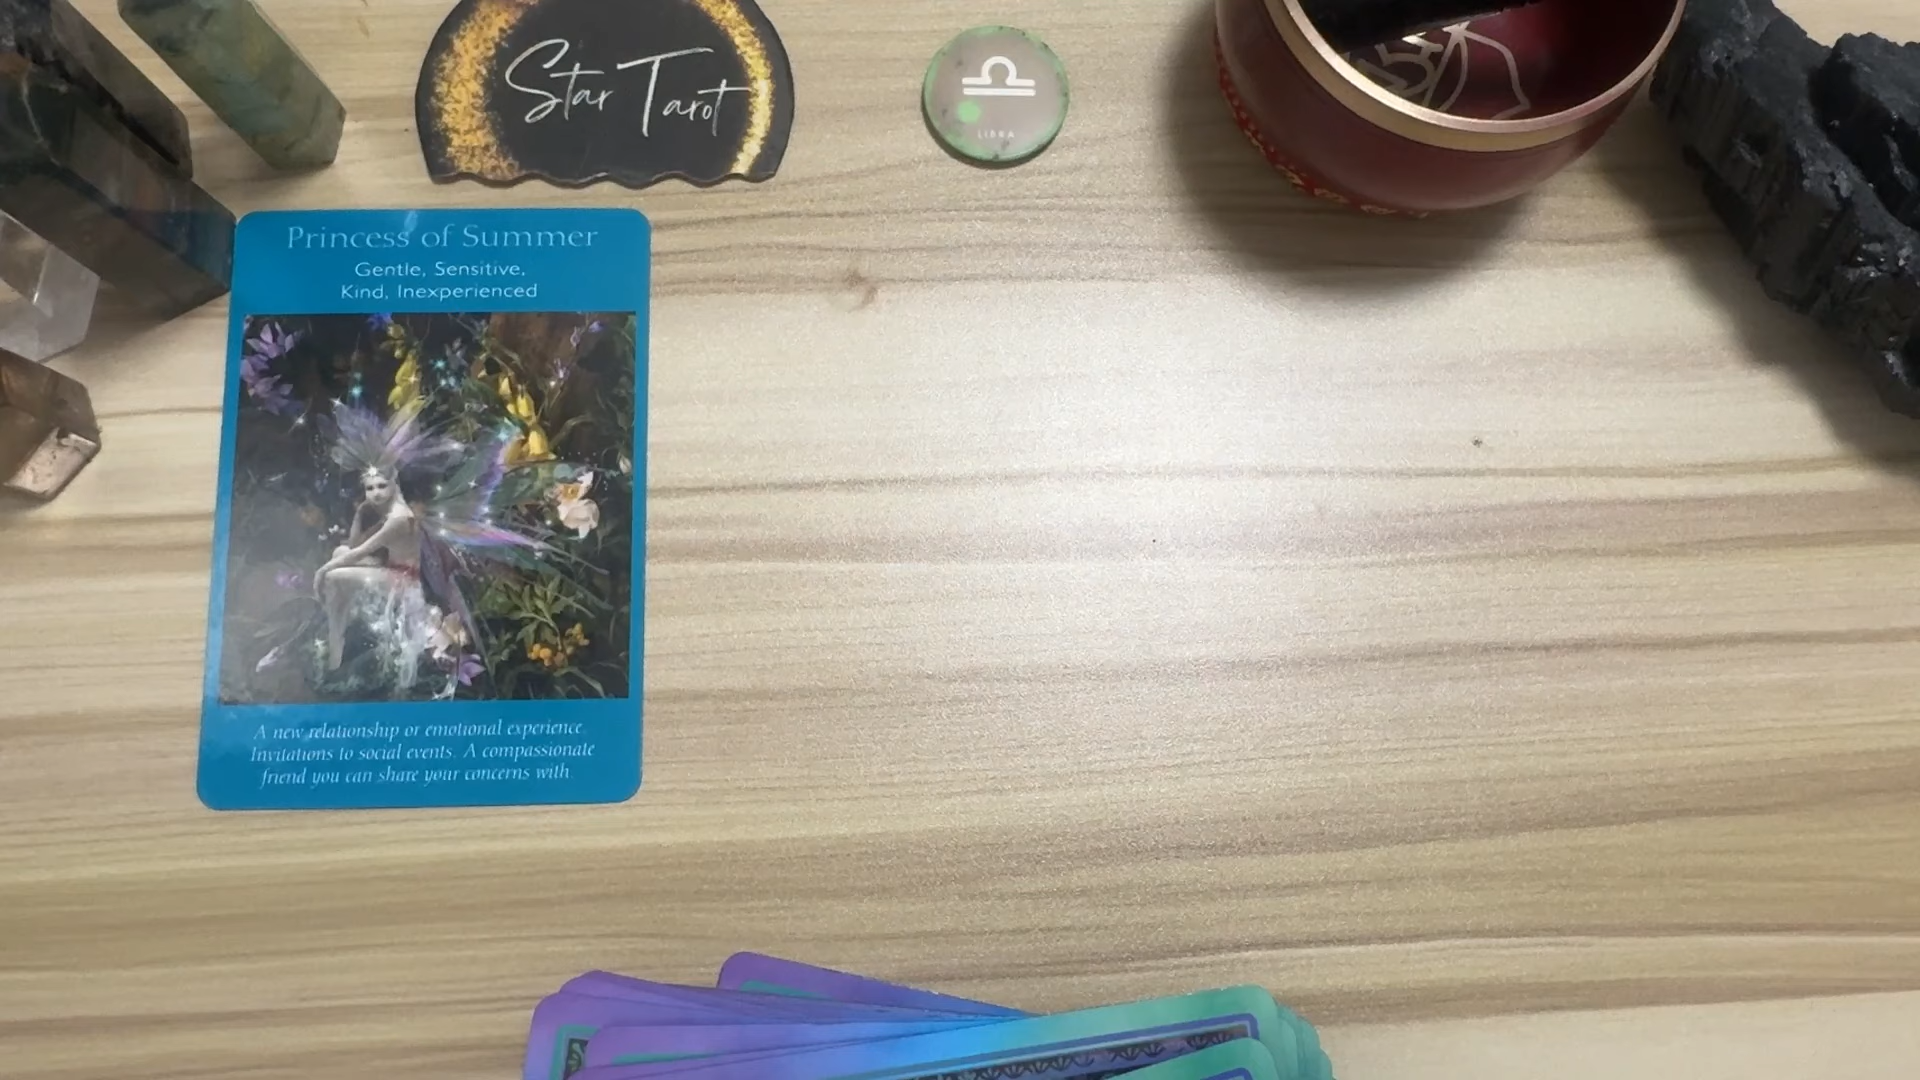 Star Tarot
LIBRA
Princess of Summer
Gentle, Sensitive,
Kind, Inexperienced
A new relationship or emotional experience.
Invitations to social events. A compassionate
friend you can share your concerns with.